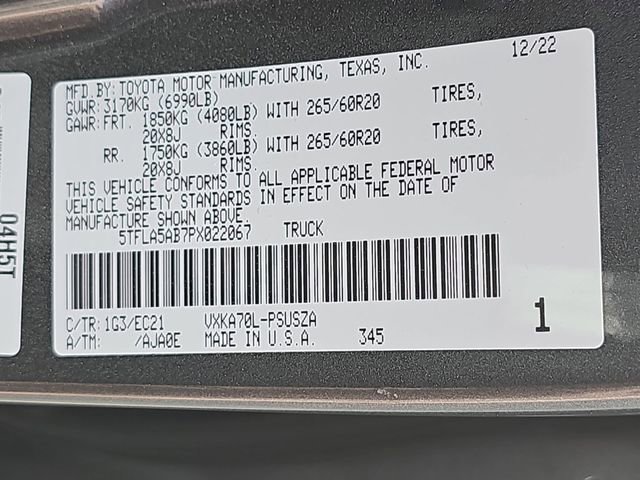 12/22
MFD.BY:TOYOTA MOTOR MANUFACTURING, TEXAS, INC.
GVWR:3170KG (6990LB)
GAWR:FRT. 1850KG (4080LB) WITH 265/60R20 TIRES,
20X8J RIMS,
RR. 1750KG (3860LB) WITH 265/60R20 TIRES,
20X8J RIMS.
THIS VEHICLE CONFORMS TO ALL APPLICABLE FEDERAL MOTOR
VEHICLE SAFETY STANDARDS IN EFFECT ON THE DATE OF
MANUFACTURE SHOWN ABOVE.
5TFLA5AB7PX022067 TRUCK
C/TR:1G3/EC21 VXKA70L-PSUSZA
A/TM: /AJA0E MADE IN U.S.A. 345
1
04H5T